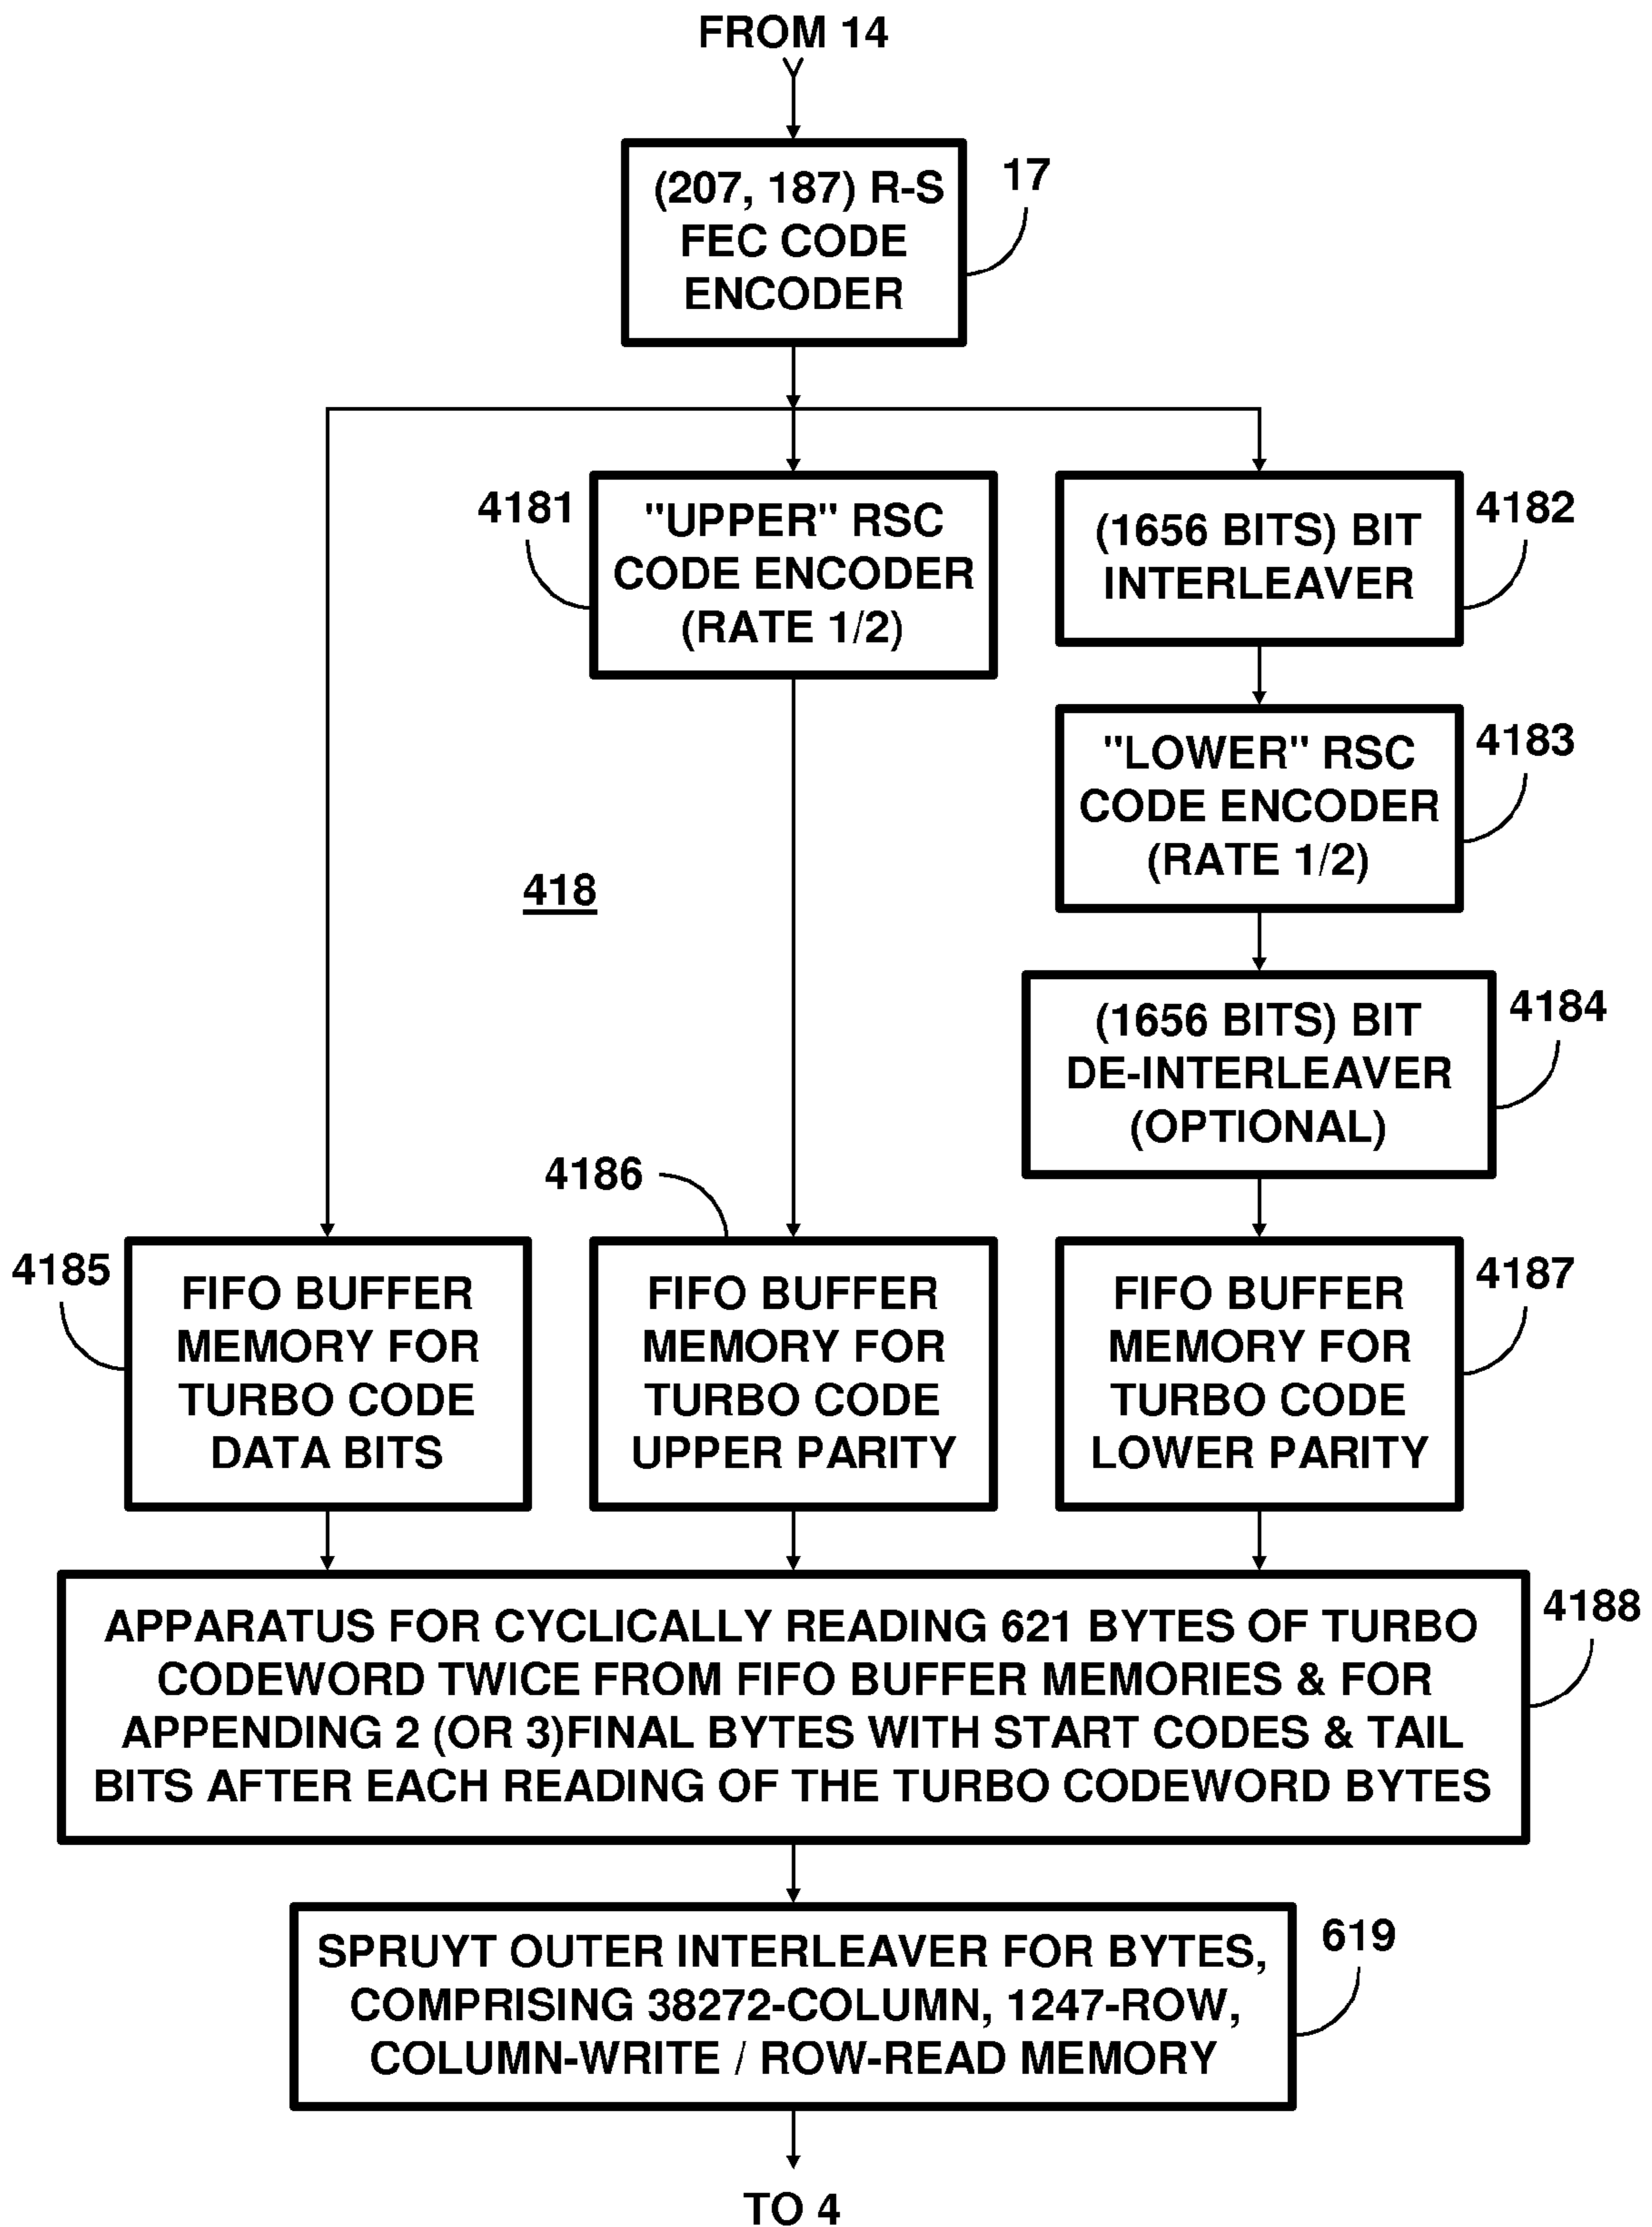 FROM 14
(207, 187) R-S
FEC CODE
ENCODER
17
4181
"UPPER" RSC
CODE ENCODER
(RATE 1/2)
(1656 BITS) BIT
INTERLEAVER
4182
"LOWER" RSC
CODE ENCODER
(RATE 1/2)
4183
418
(1656 BITS) BIT
DE-INTERLEAVER
(OPTIONAL)
4184
4186
4185
FIFO BUFFER
MEMORY FOR
TURBO CODE
DATA BITS
FIFO BUFFER
MEMORY FOR
TURBO CODE
UPPER PARITY
FIFO BUFFER
MEMORY FOR
TURBO CODE
LOWER PARITY
4187
APPARATUS FOR CYCLICALLY READING 621 BYTES OF TURBO
CODEWORD TWICE FROM FIFO BUFFER MEMORIES & FOR
APPENDING 2 (OR 3)FINAL BYTES WITH START CODES & TAIL
BITS AFTER EACH READING OF THE TURBO CODEWORD BYTES
4188
SPRUYT OUTER INTERLEAVER FOR BYTES,
COMPRISING 38272-COLUMN, 1247-ROW,
COLUMN-WRITE / ROW-READ MEMORY
619
TO 4